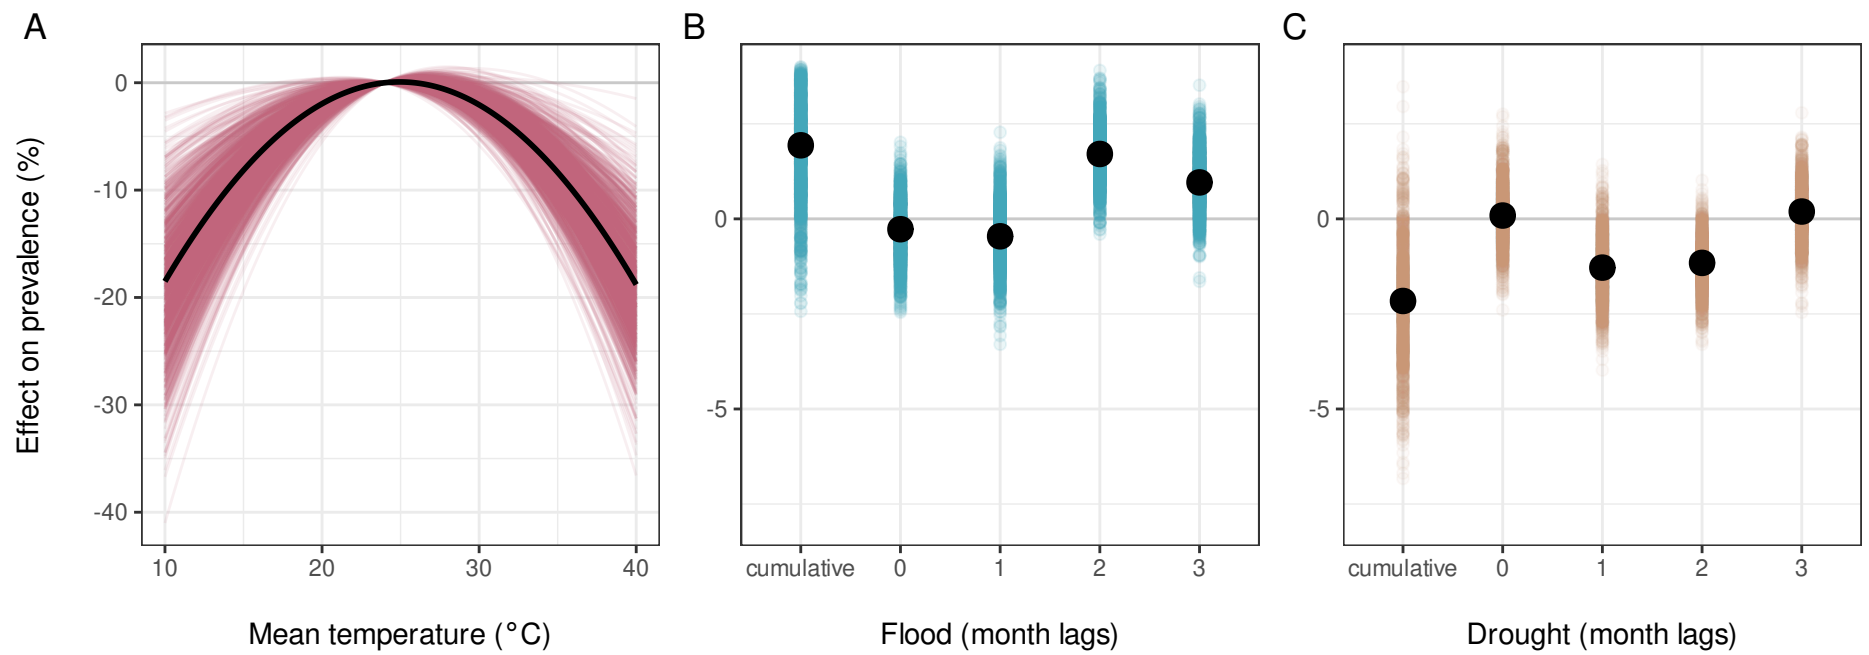 A
B
C
Effect on prevalence (%)
0
-10
-20
-30
-40
10
20
30
40
Mean temperature (°C)
0
-5
cumulative
0
1
2
3
Flood (month lags)
0
-5
cumulative
0
1
2
3
Drought (month lags)